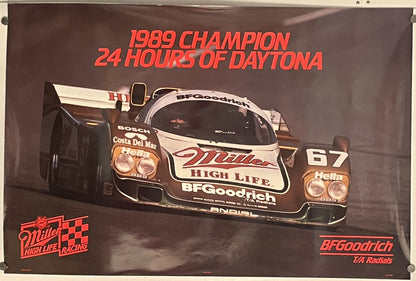 1989 CHAMPION
24 HOURS OF DAYTONA
BFGoodrich
BOSCH
Costa Del Mar
Hella
Miller
HIGH LIFE
BFGoodrich
67
Hella
Miller
HIGH LIFE
RACING
BFGoodrich
T/A Radials